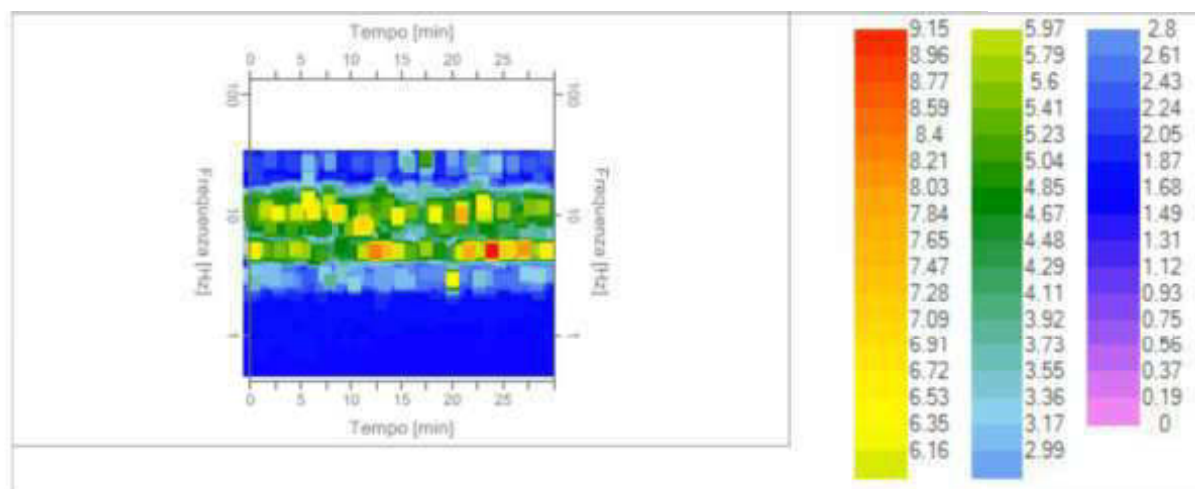 Tempo [min]
0 5 10 15 20 25
100 100
10 10
1 1
Frequenza [Hz]
Frequenza [Hz]
0 5 10 15 20 25
Tempo [min]
9.15 5.97 2.8
8.96 5.79 2.61
8.77 5.6 2.43
8.59 5.41 2.24
8.4 5.23 2.05
8.21 5.04 1.87
8.03 4.85 1.68
7.84 4.67 1.49
7.65 4.48 1.31
7.47 4.29 1.12
7.28 4.11 0.93
7.09 3.92 0.75
6.91 3.73 0.56
6.72 3.55 0.37
6.53 3.36 0.19
6.35 3.17 0
6.16 2.99